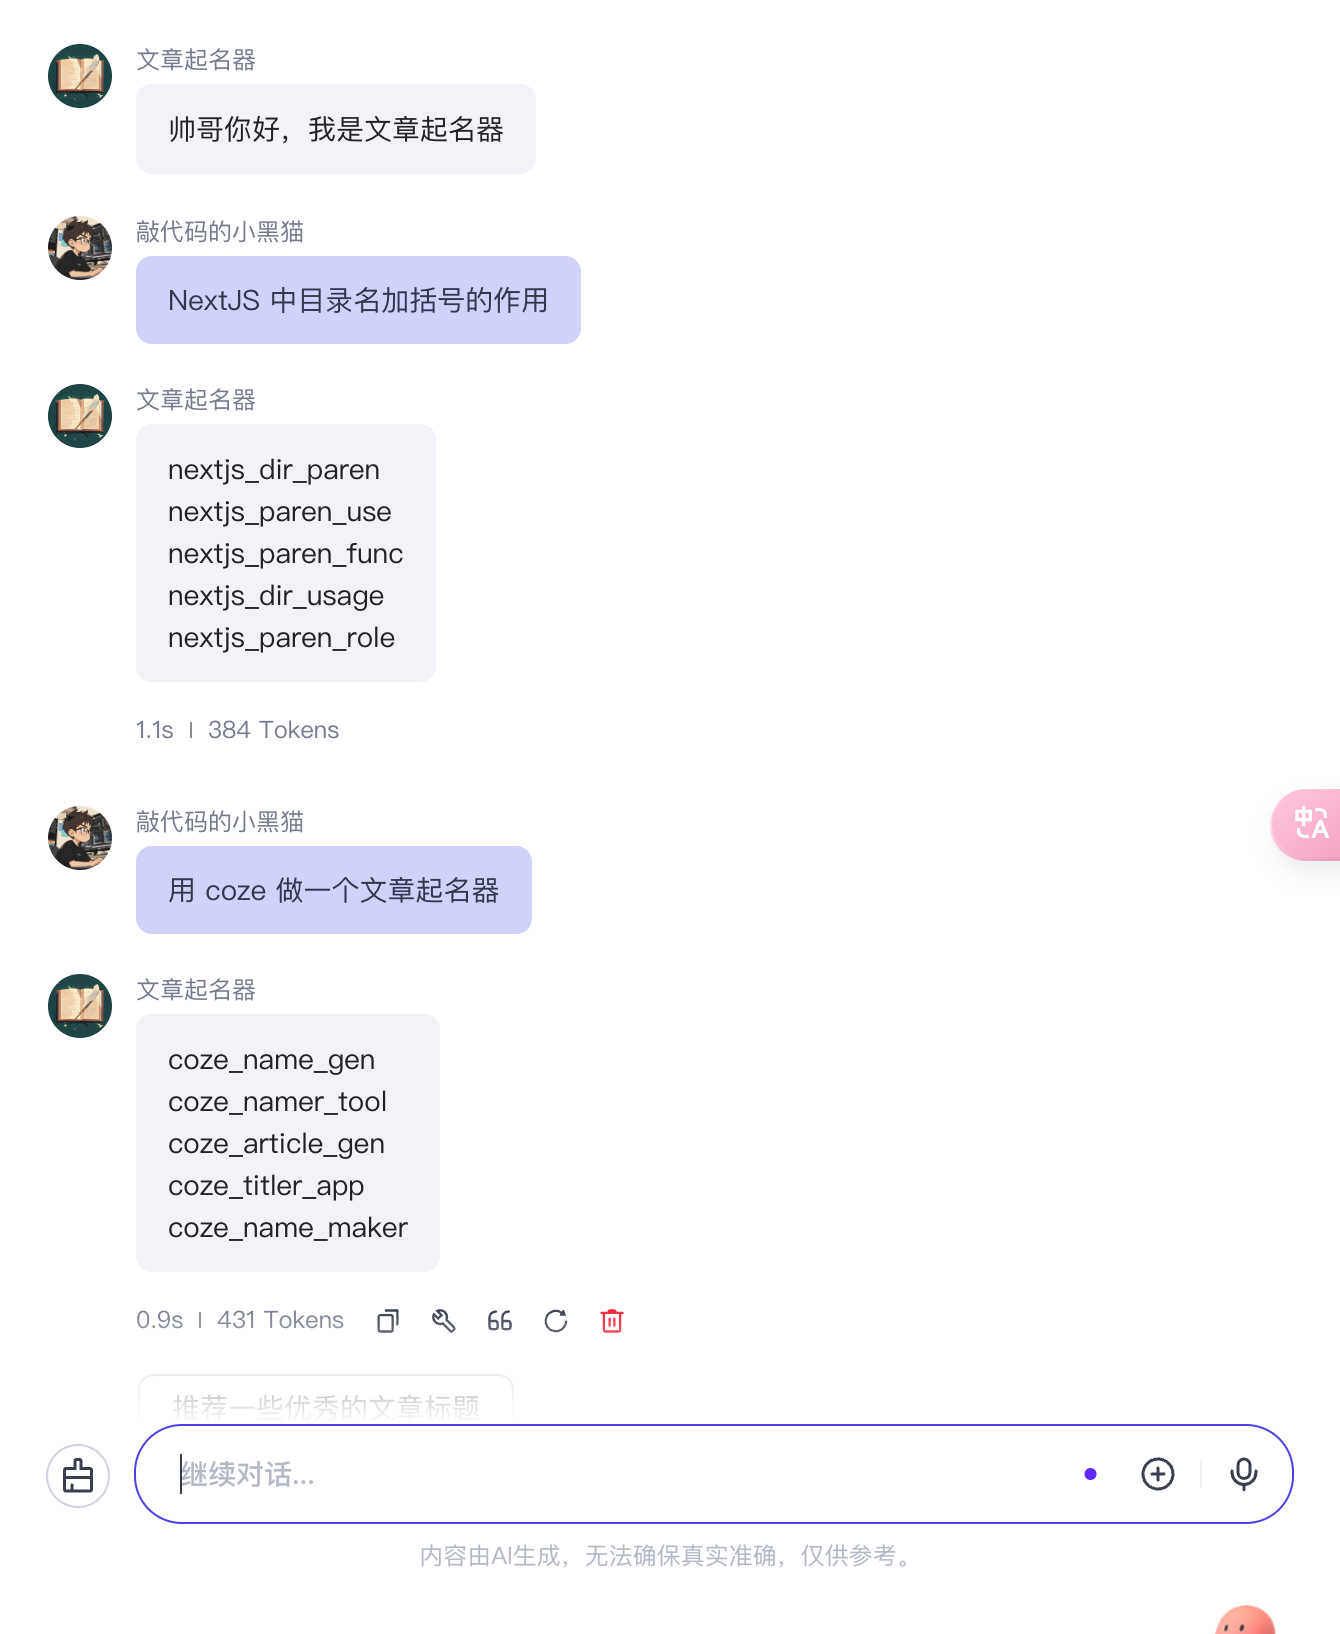 文章起名器
帅哥你好，我是文章起名器
敲代码的小黑猫
NextJS 中目录名加括号的作用
文章起名器
nextjs_dir_paren
nextjs_paren_use
nextjs_paren_func
nextjs_dir_usage
nextjs_paren_role
1.1s | 384 Tokens
敲代码的小黑猫
用 coze 做一个文章起名器
文章起名器
coze_name_gen
coze_namer_tool
coze_article_gen
coze_titler_app
coze_name_maker
0.9s | 431 Tokens
推荐一些优秀的文章标题
继续对话...
内容由AI生成，无法确保真实准确，仅供参考。